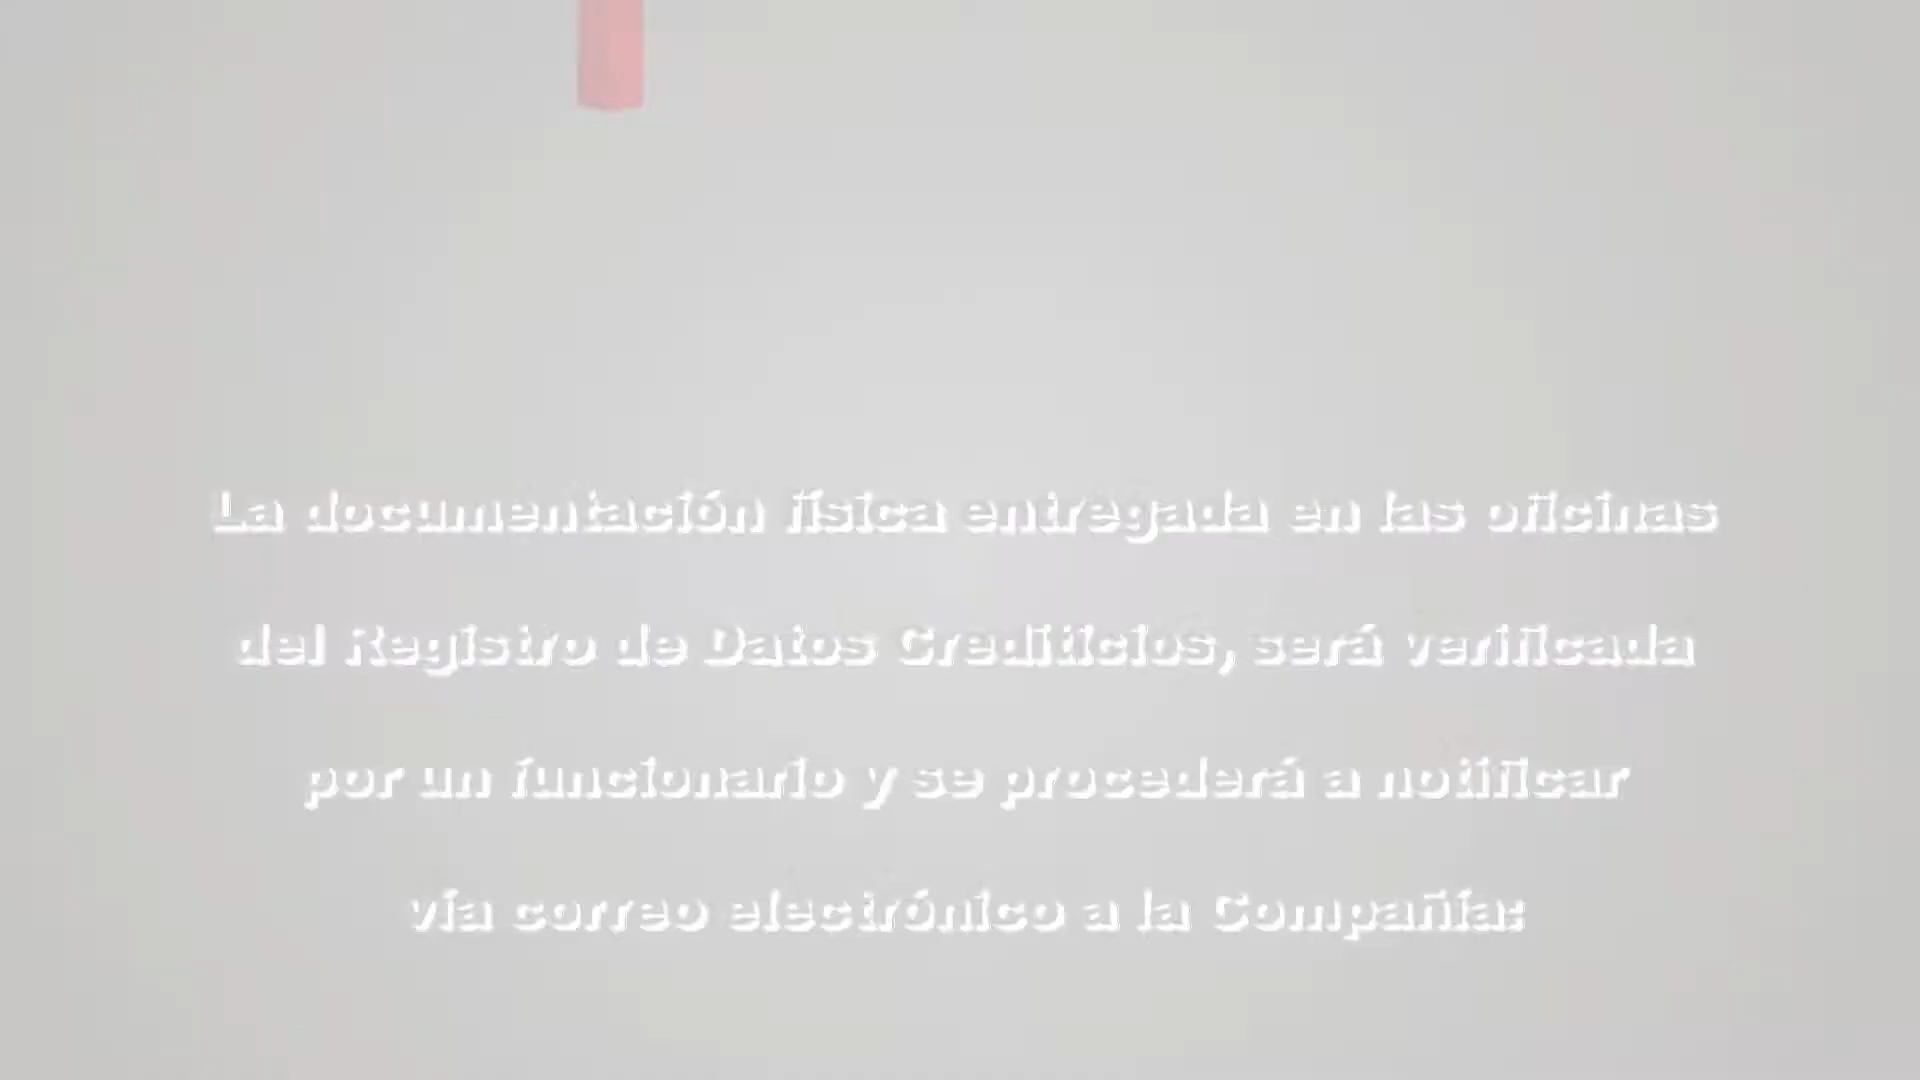 La documentación física entregada en las oficinas
del Registro de Datos Crediticios, será verificada
por un funcionario y se procederá a notificar
vía correo electrónico a la Compañía: